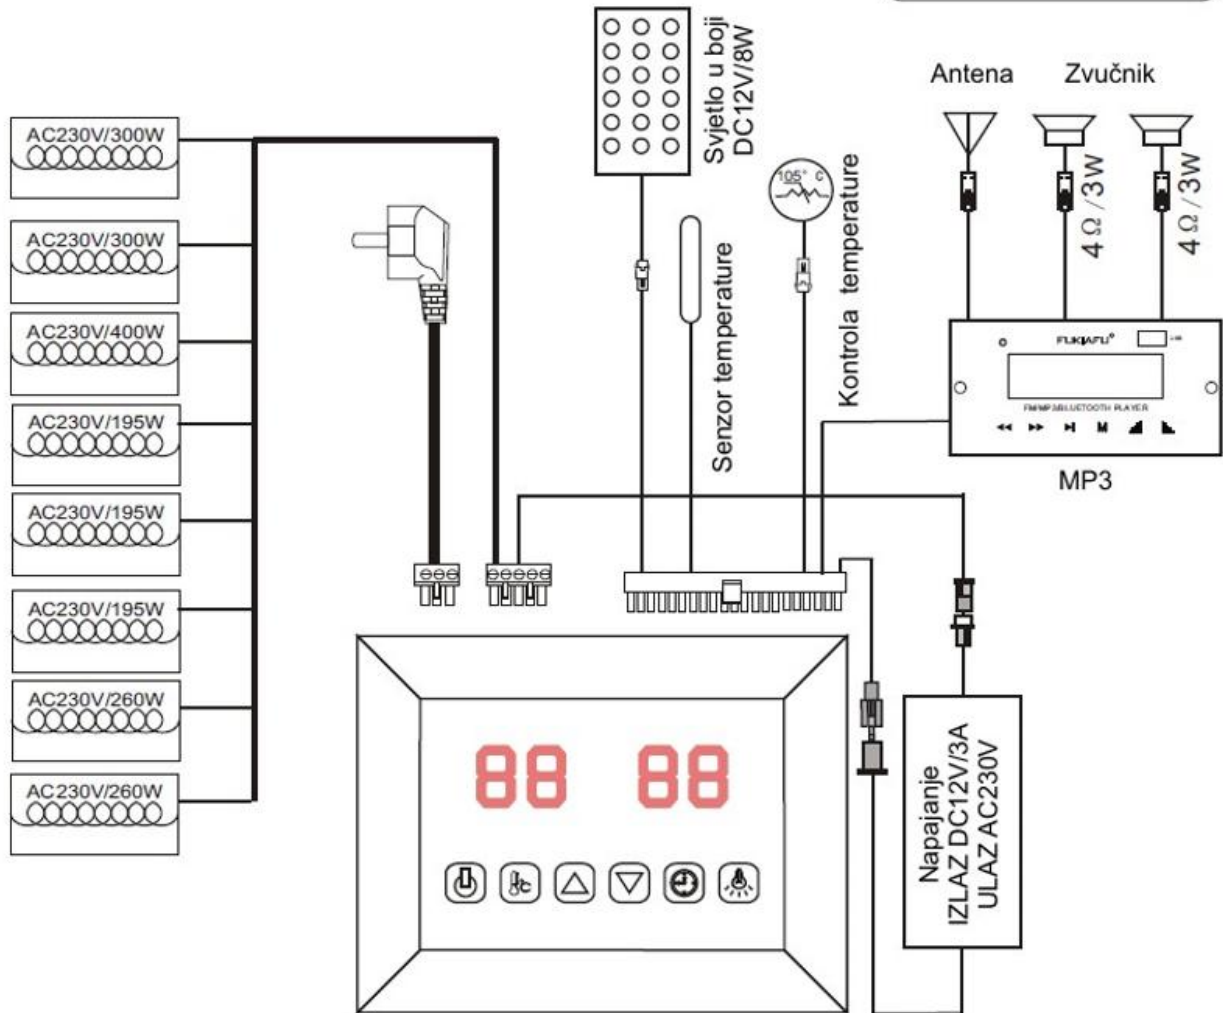 Svjetlo u boji
DC12V/8W
Antena
Zvučnik
AC230V/300W
AC230V/300W
AC230V/400W
AC230V/195W
AC230V/195W
AC230V/195W
AC230V/260W
AC230V/260W
105° C
Senzor temperature
Kontrola temperature
4Ω/3W
4Ω/3W
FUKIAFU®
FM/MP3/BLUETOOTH PLAYER
M
MP3
88 88
°C
Napajanje
IZLAZ DC12V/3A
ULAZ AC230V